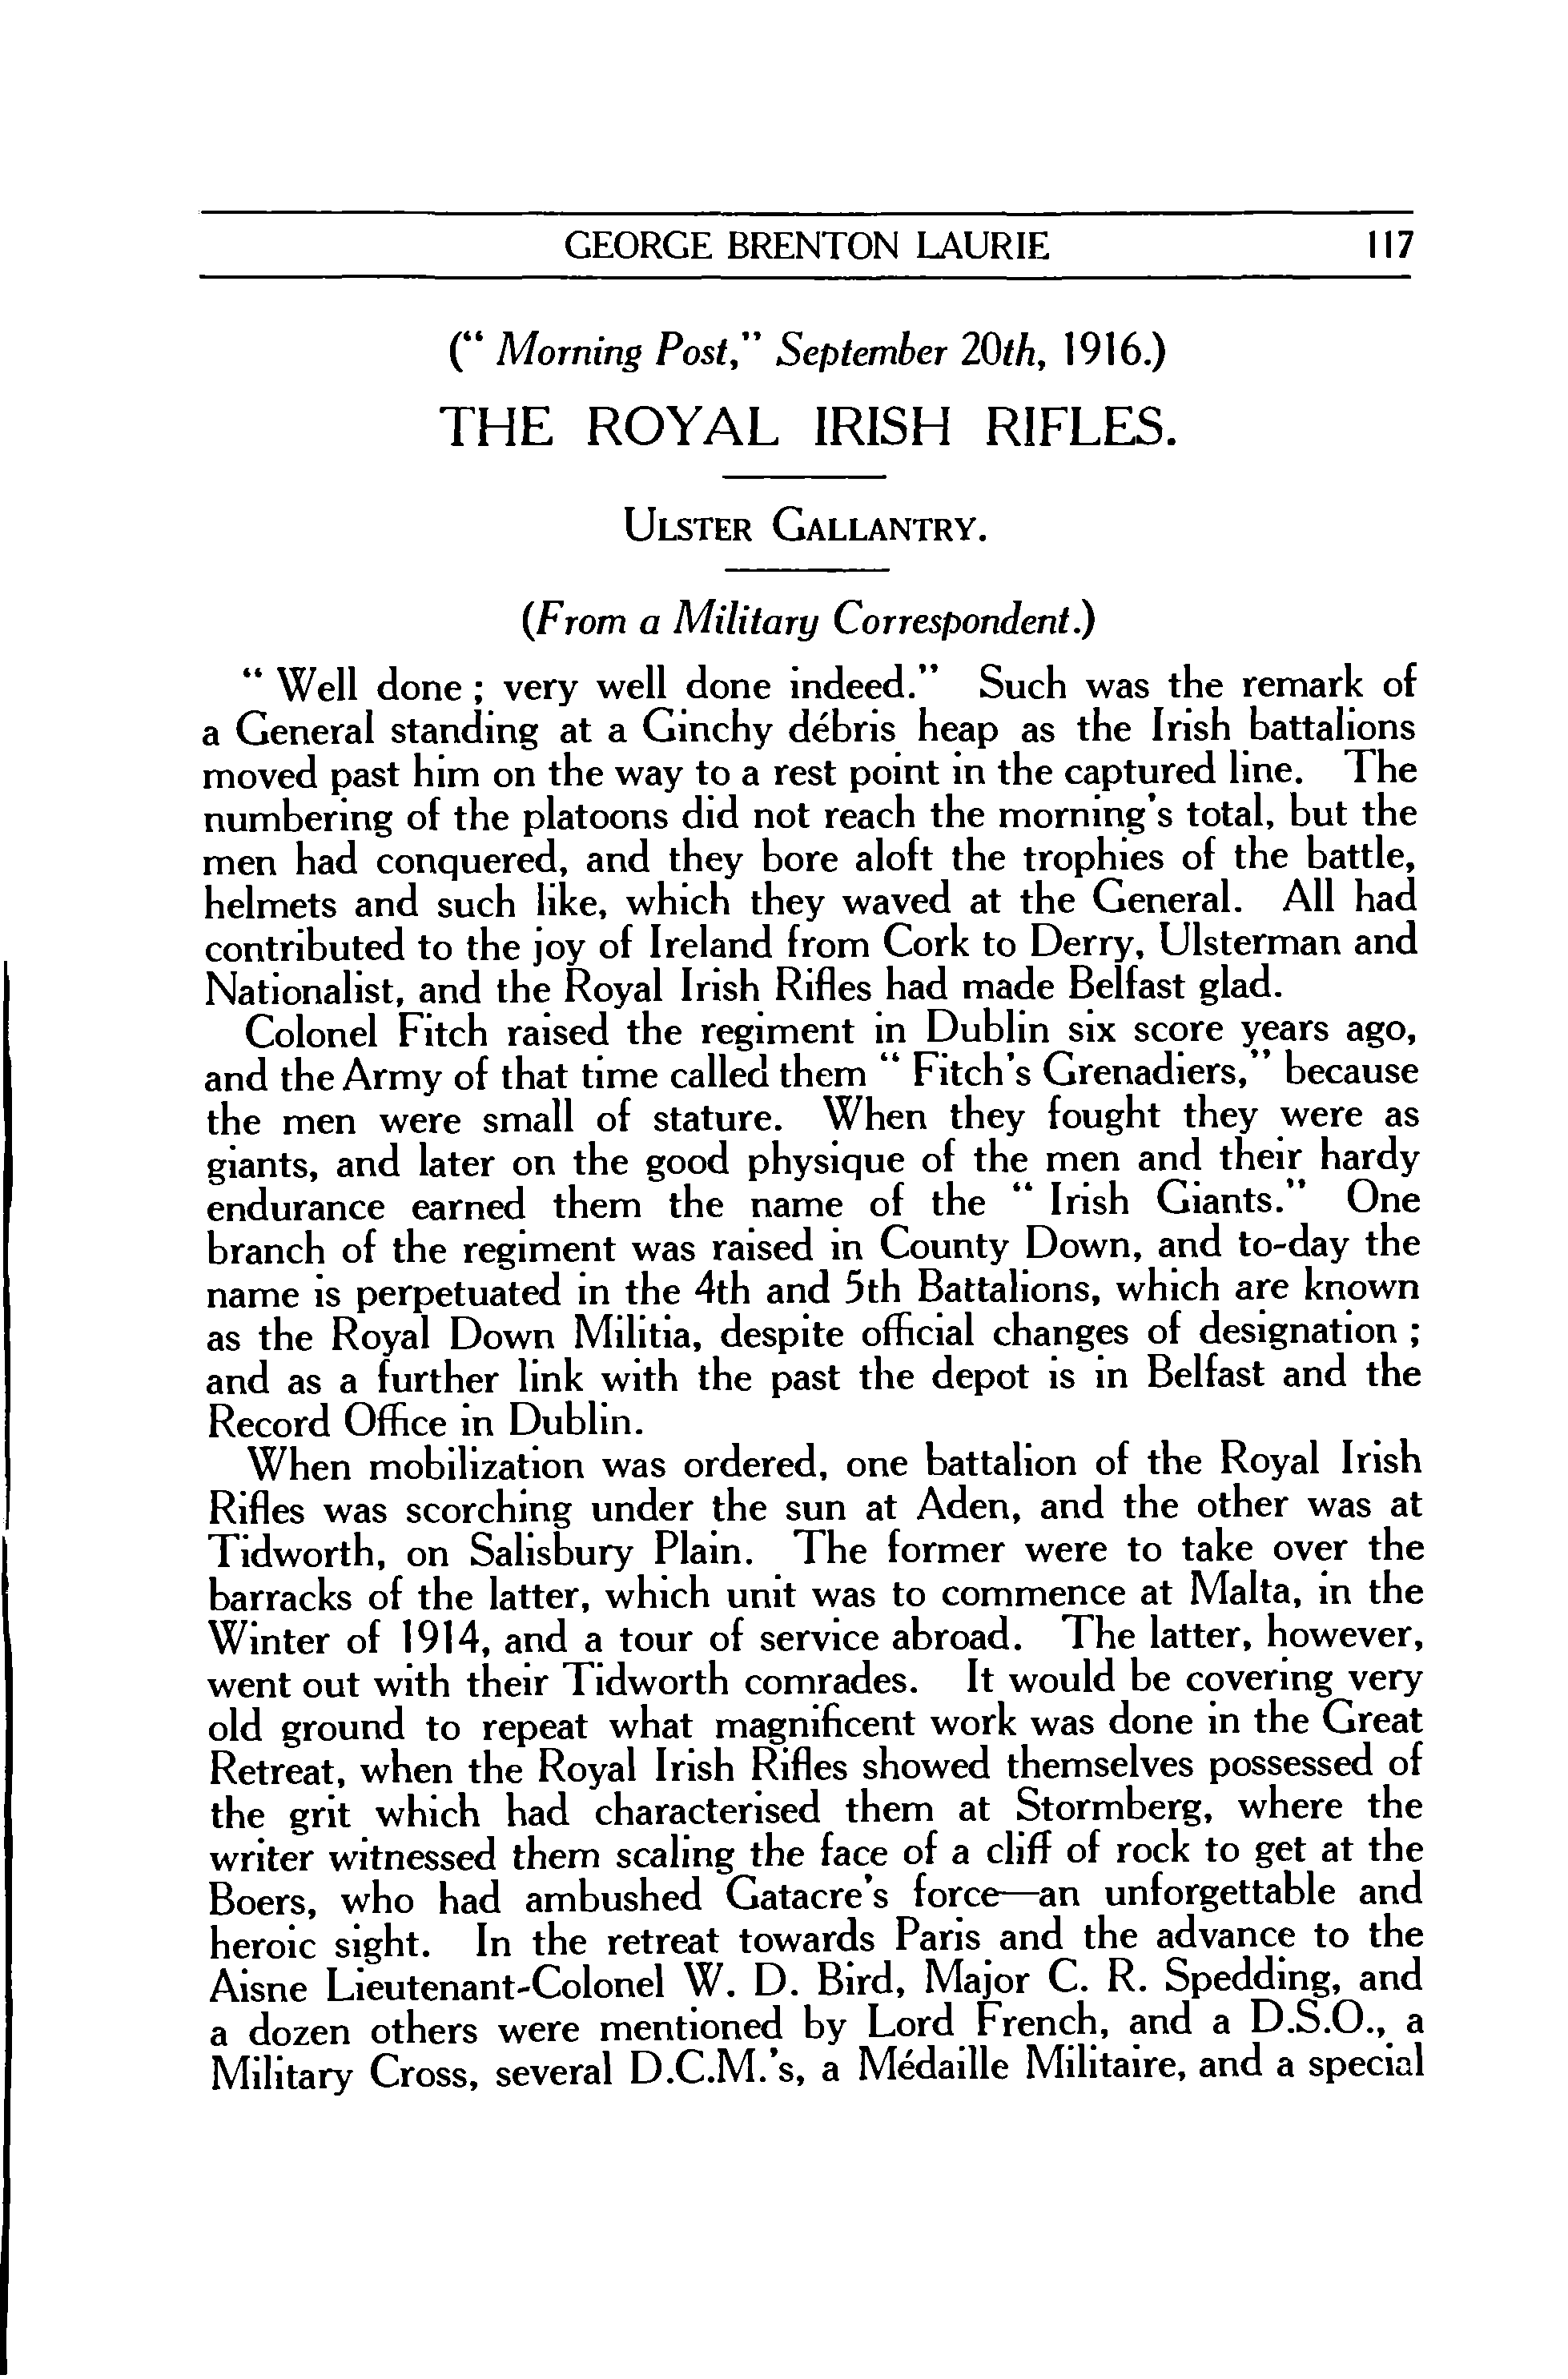 GEORGE BRENTON LAURIE 117
(“ Morning Post,” September 20th, 1916.)
THE ROYAL IRISH RIFLES.
ULSTER GALLANTRY.
(From a Military Correspondent.)
“ Well done ; very well done indeed.” Such was the remark of
a General standing at a Ginchy débris heap as the Irish battalions
moved past him on the way to a rest point in the captured line. The
numbering of the platoons did not reach the morning's total, but the
men had conquered, and they bore aloft the trophies of the battle,
helmets and such like, which they waved at the General. All had
contributed to the joy of Ireland from Cork to Derry, Ulsterman and
Nationalist, and the Royal Irish Rifles had made Belfast glad.
Colonel Fitch raised the regiment in Dublin six score years ago,
and the Army of that time called them “ Fitch's Grenadiers,” because
the men were small of stature. When they fought they were as
giants, and later on the good physique of the men and their hardy
endurance earned them the name of the “ Irish Giants.” One
branch of the regiment was raised in County Down, and to-day the
name is perpetuated in the 4th and 5th Battalions, which are known
as the Royal Down Militia, despite official changes of designation ;
and as a further link with the past the depot is in Belfast and the
Record Office in Dublin.
When mobilization was ordered, one battalion of the Royal Irish
Rifles was scorching under the sun at Aden, and the other was at
Tidworth, on Salisbury Plain. The former were to take over the
barracks of the latter, which unit was to commence at Malta, in the
Winter of 1914, and a tour of service abroad. The latter, however,
went out with their Tidworth comrades. It would be covering very
old ground to repeat what magnificent work was done in the Great
Retreat, when the Royal Irish Rifles showed themselves possessed of
the grit which had characterised them at Stormberg, where the
writer witnessed them scaling the face of a cliff of rock to get at the
Boers, who had ambushed Gatacre's force—an unforgettable and
heroic sight. In the retreat towards Paris and the advance to the
Aisne Lieutenant-Colonel W. D. Bird, Major C. R. Spedding, and
a dozen others were mentioned by Lord French, and a D.S.O., a
Military Cross, several D.C.M.'s, a Médaille Militaire, and a special